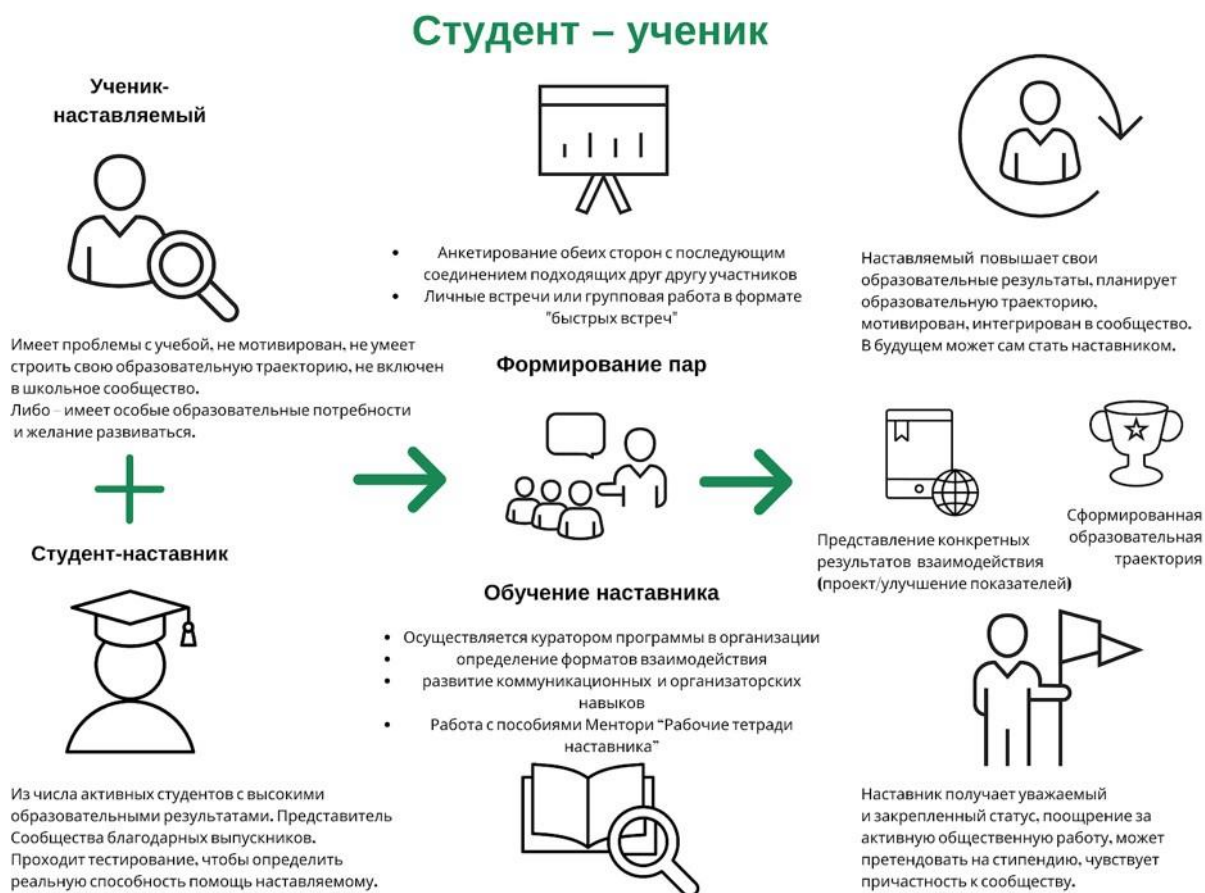 Студент – ученик
Ученик-
наставляемый
Имеет проблемы с учебой, не мотивирован, не умеет
строить свою образовательную траекторию, не включен
в школьное сообщество.
Либо – имеет особые образовательные потребности
и желание развиваться.
Студент-наставник
Из числа активных студентов с высокими
образовательными результатами. Представитель
Сообщества благодарных выпускников.
Проходит тестирование, чтобы определить
реальную способность помощь наставляемому.
• Анкетирование обеих сторон с последующим
соединением подходящих друг другу участников
• Личные встречи или групповая работа в формате
"быстрых встреч"
Формирование пар
Обучение наставника
• Осуществляется куратором программы в организации
• определение форматов взаимодействия
• развитие коммуникационных и организаторских
навыков
• Работа с пособиями Ментори "Рабочие тетради
наставника"
Наставляемый повышает свои
образовательные результаты, планирует
образовательную траекторию,
мотивирован, интегрирован в сообщество.
В будущем может сам стать наставником.
Представление конкретных
результатов взаимодействия
(проект/улучшение показателей)
Сформированная
образовательная
траектория
Наставник получает уважаемый
и закрепленный статус, поощрение за
активную общественную работу, может
претендовать на стипендию, чувствует
причастность к сообществу.